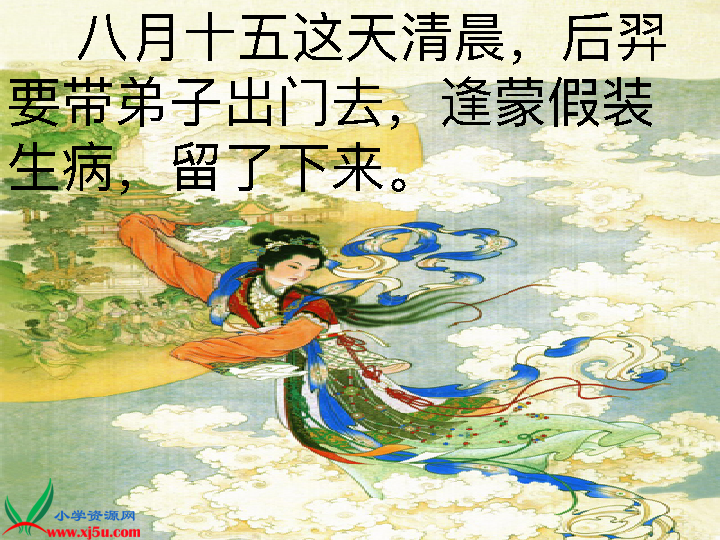 八月十五这天清晨，后羿
要带弟子出门去，逢蒙假装
生病，留了下来。
小学资源网
www.xj5u.com